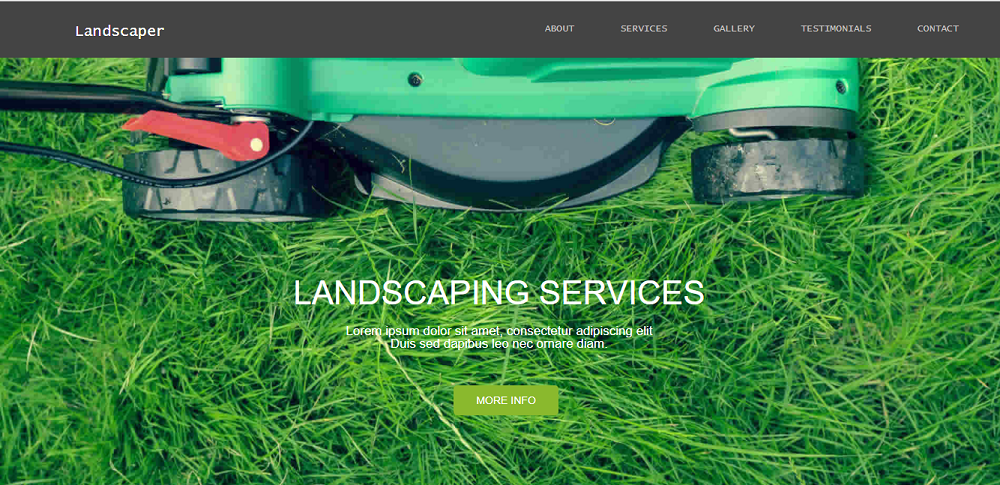 Landscaper
ABOUT
SERVICES
GALLERY
TESTIMONIALS
CONTACT
LANDSCAPING SERVICES
Lorem ipsum dolor sit amet, consectetur adipiscing elit
Duis sed dapibus leo nec ornare diam.
MORE INFO